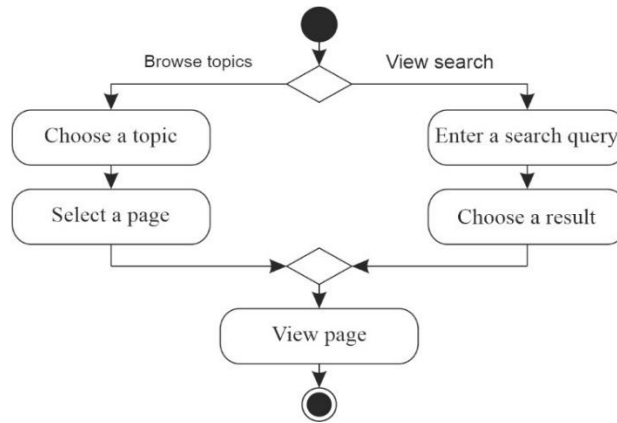 Browse topics
View search
Choose a topic
Enter a search query
Select a page
Choose a result
View page